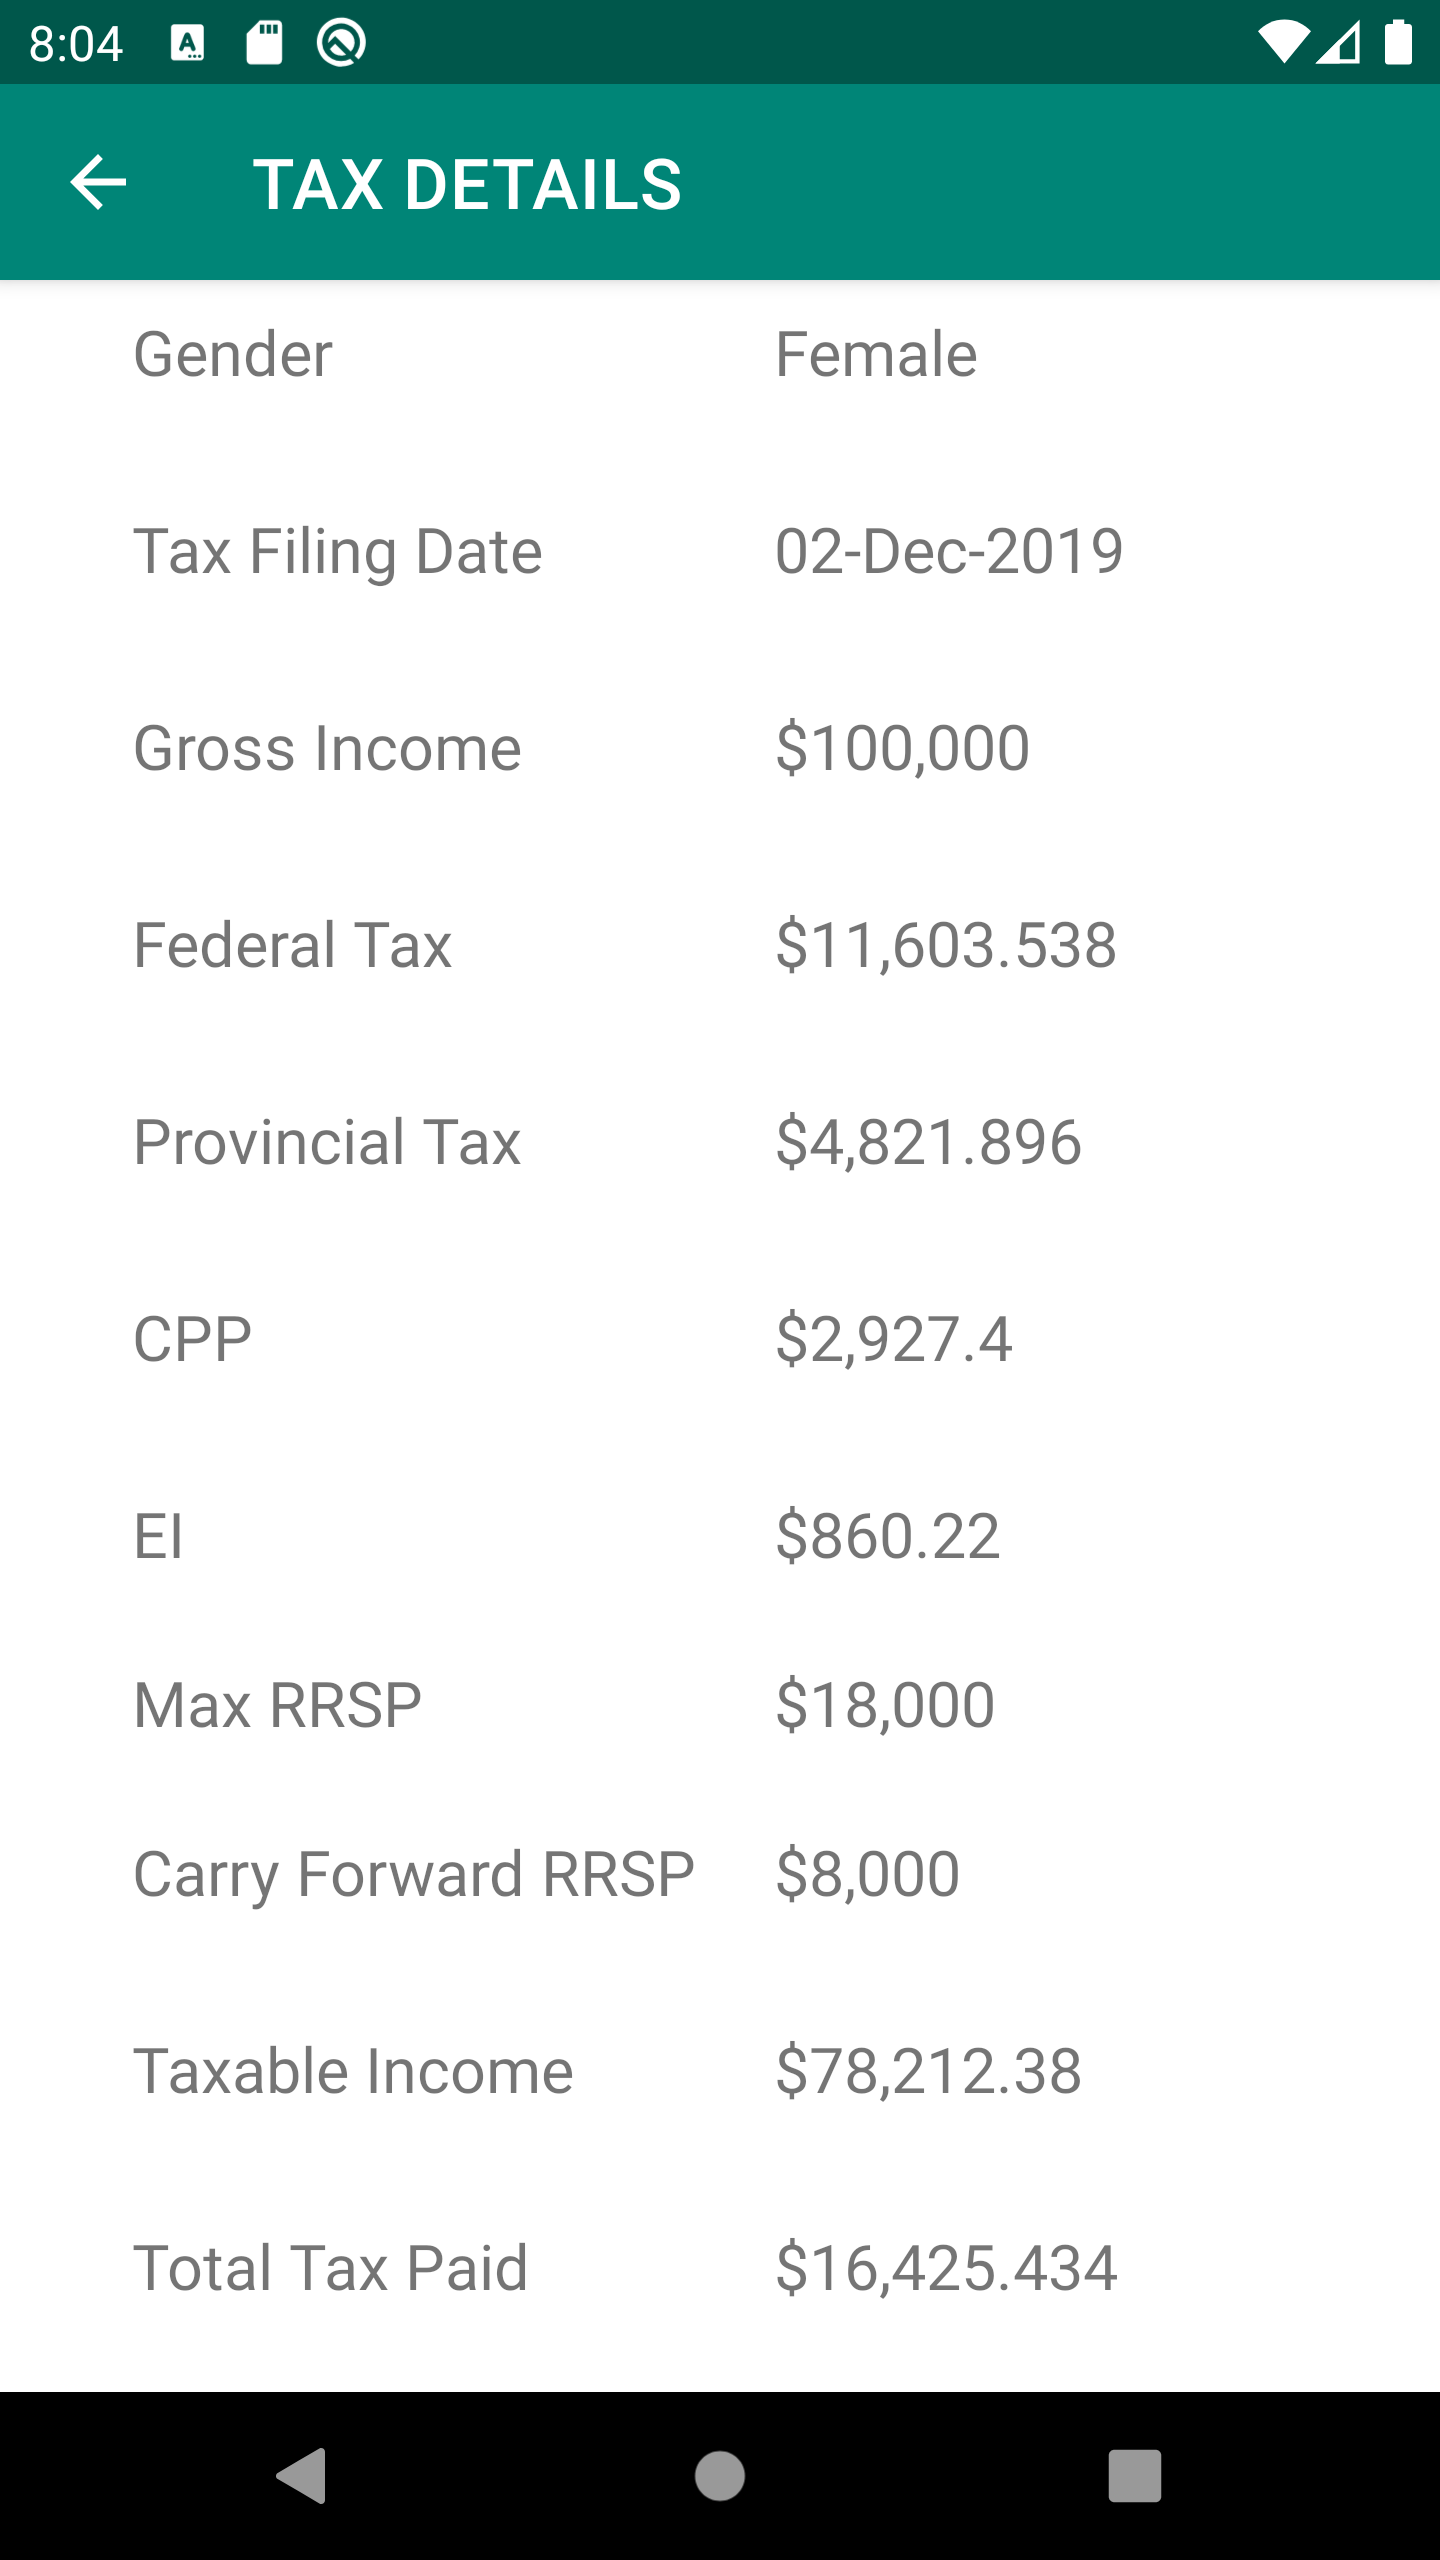 8:04
TAX DETAILS
Gender Female
Tax Filing Date 02-Dec-2019
Gross Income $100,000
Federal Tax $11,603.538
Provincial Tax $4,821.896
CPP $2,927.4
EI $860.22
Max RRSP $18,000
Carry Forward RRSP $8,000
Taxable Income $78,212.38
Total Tax Paid $16,425.434